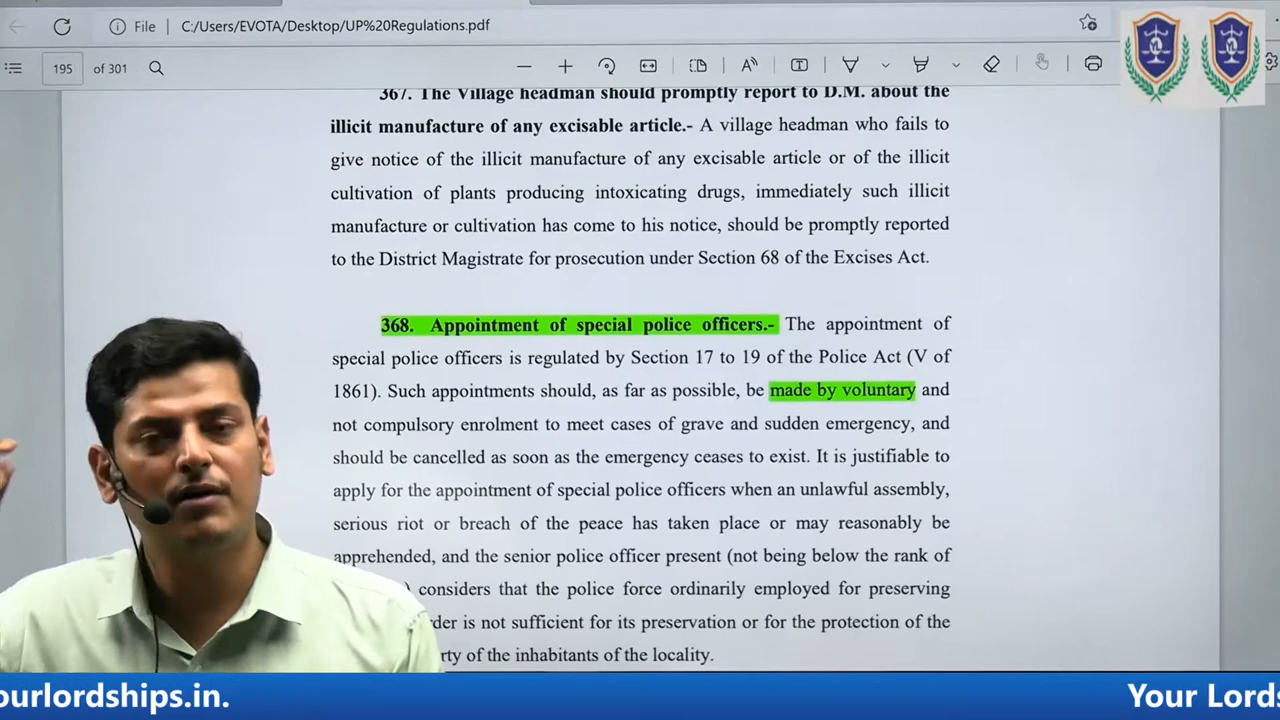 File | C:/Users/EVOTA/Desktop/UP%20Regulations.pdf
195 of 301
367. The Village headman should promptly report to D.M. about the
illicit manufacture of any excisable article.- A village headman who fails to
give notice of the illicit manufacture of any excisable article or of the illicit
cultivation of plants producing intoxicating drugs, immediately such illicit
manufacture or cultivation has come to his notice, should be promptly reported
to the District Magistrate for prosecution under Section 68 of the Excises Act.
368. Appointment of special police officers.- The appointment of
special police officers is regulated by Section 17 to 19 of the Police Act (V of
1861). Such appointments should, as far as possible, be made by voluntary and
not compulsory enrolment to meet cases of grave and sudden emergency, and
should be cancelled as soon as the emergency ceases to exist. It is justifiable to
apply for the appointment of special police officers when an unlawful assembly,
serious riot or breach of the peace has taken place or may reasonably be
apprehended, and the senior police officer present (not being below the rank of
considers that the police force ordinarily employed for preserving
der is not sufficient for its preservation or for the protection of the
rty of the inhabitants of the locality.
ourlordships.in. Your Lords